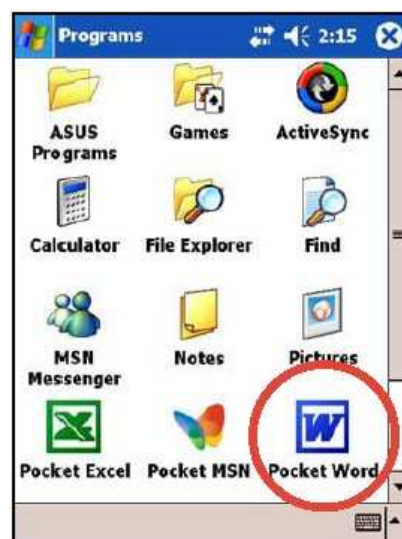 Programs 2:15
ASUS Games ActiveSync
Programs
Calculator File Explorer Find
MSN Notes Pictures
Messenger
Pocket Excel Pocket MSN Pocket Word